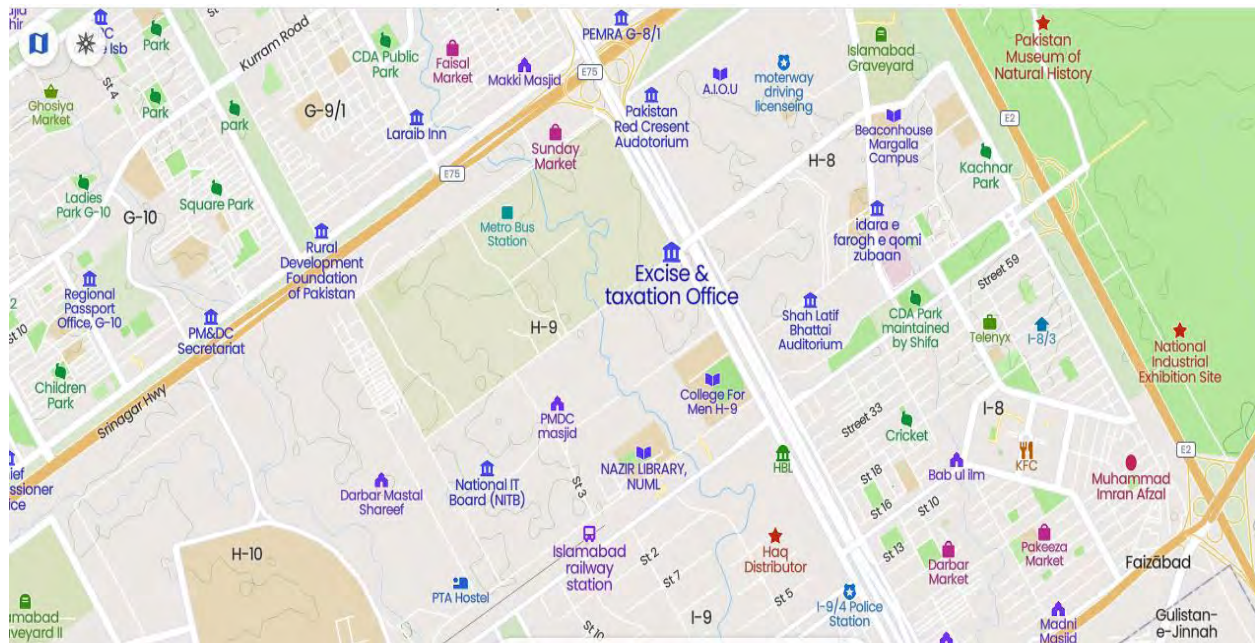 Park
Kurram Road
CDA Public
Park
Faisal
Market
Makki Masjid
PEMRA G-8/1
E75
A.I.O.U
moterway
driving
licenseing
Islamabad
Graveyard
Pakistan
Museum of
Natural History
St 4
Ghosiya
Market
Park
park
G-9/1
Laraib Inn
Sunday
Market
Pakistan
Red Cresent
Audotorium
Beaconhouse
Margalla
Campus
E2
H-8
Kachnar
Park
E75
Ladies
Park G-10
G-10
Square Park
Metro Bus
Station
Rural
Development
Foundation
of Pakistan
Excise &
taxation Office
idara e
farogh e qomi
zubaan
Street 59
Regional
Passport
Office, G-10
St 10
PM&DC
Secretariat
H-9
Shah Latif
Bhattai
Auditorium
CDA Park
maintained
by Shifa
Telenyx
I-8/3
National
Industrial
Exhibition Site
Children
Park
Srinagar Hwy
PMDC
masjid
College For
Men H-9
Street 33
Cricket
I-8
E2
Darbar Mastal
Shareef
National IT
Board (NITB)
St 3
NAZIR LIBRARY,
NUML
HBL
St 18
Bab ul ilm
KFC
Muhammad
Imran Afzal
St 16
St 10
H-10
Islamabad
railway
station
St 2
Haq
Distributor
St 13
Darbar
Market
Pakeeza
Market
Faizābad
PTA Hostel
St 7
St 5
I-9
I-9/4 Police
Station
St 10
Madni
Masjid
Gulistan-
e-Jinnah